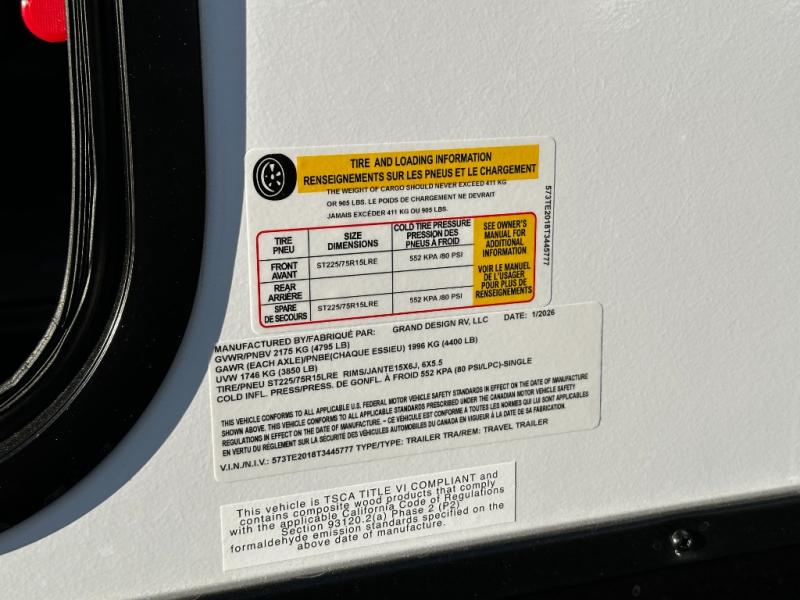 TIRE AND LOADING INFORMATION
RENSEIGNEMENTS SUR LES PNEUS ET LE CHARGEMENT
THE WEIGHT OF CARGO SHOULD NEVER EXCEED 411 KG
OR 905 LBS. LE POIDS DE CHARGEMENT NE DEVRAIT
JAMAIS EXCÉDER 411 KG OU 905 LBS.
TIRE
PNEU
SIZE
DIMENSIONS
COLD TIRE PRESSURE
PRESSION DES
PNEUS À FROID
FRONT
AVANT
ST225/75R15LRE
552 KPA /80 PSI
REAR
ARRIÈRE
SPARE
DE SECOURS
ST225/75R15LRE
552 KPA /80 PSI
SEE OWNER'S
MANUAL FOR
ADDITIONAL
INFORMATION
VOIR LE MANUEL
DE L'USAGER
POUR PLUS DE
RENSEIGNEMENTS
573TE2018T3445777
MANUFACTURED BY/FABRIQUÉ PAR: GRAND DESIGN RV, LLC DATE: 1/2026
GVWR/PNBV 2175 KG (4795 LB)
GAWR (EACH AXLE)/PNBE(CHAQUE ESSIEU) 1996 KG (4400 LB)
UVW 1746 KG (3850 LB)
TIRE/PNEU ST225/75R15LRE RIMS/JANTE15X6J, 6X5.5
COLD INFL. PRESS/PRESS. DE GONFL. À FROID 552 KPA (80 PSI/LPC)-SINGLE
THIS VEHICLE CONFORMS TO ALL APPLICABLE U.S. FEDERAL MOTOR VEHICLE SAFETY STANDARDS IN EFFECT ON THE DATE OF MANUFACTURE
SHOWN ABOVE. THIS VEHICLE CONFORMS TO ALL APPLICABLE STANDARDS PRESCRIBED UNDER THE CANADIAN MOTOR VEHICLE SAFETY
REGULATIONS IN EFFECT ON THE DATE OF MANUFACTURE. – CE VÉHICULE EST CONFORME A TOUTES LES NORMES QUI LUI SONT APPLICABLES
EN VERTU DU RÈGLEMENT SUR LA SÉCURITÉ DES VÉHICULES AUTOMOBILES DU CANADA EN VIGUEUR À LA DATE DE SA FABRICATION.
V.I.N./N.I.V.: 573TE2018T3445777 TYPE/TYPE: TRAILER TRA/REM: TRAVEL TRAILER
This vehicle is TSCA TITLE VI COMPLIANT and
contains composite wood products that comply
with the applicable California Code of Regulations
Section 93120.2(a) Phase 2 (P2)
formaldehyde emission standards specified on the
above date of manufacture.